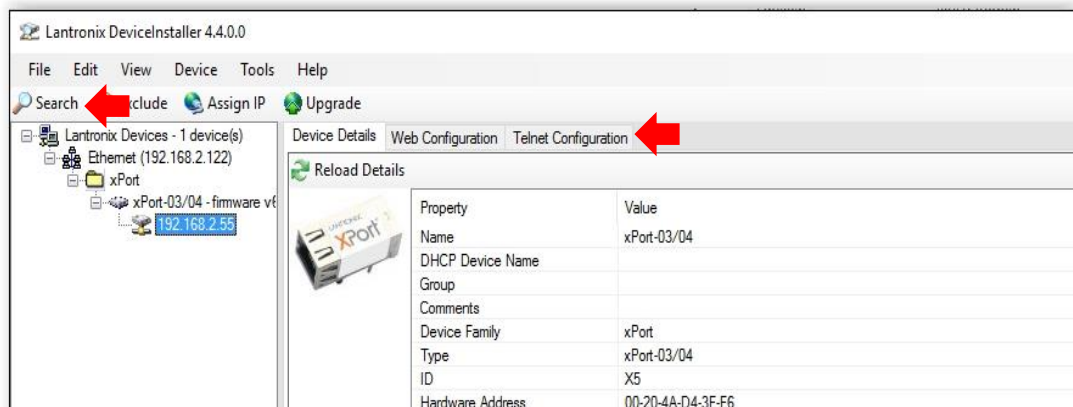 Lantronix DeviceInstaller 4.4.0.0
File Edit View Device Tools Help
Search Assign IP Upgrade
Lantronix Devices - 1 device(s)
Ethernet (192.168.2.122)
xPort
xPort-03/04 - firmware v6
192.168.2.55
Device Details Web Configuration Telnet Configuration
Reload Details
XPort
Property Value
Name xPort-03/04
DHCP Device Name
Group
Comments
Device Family xPort
Type xPort-03/04
ID X5
Hardware Address 00-20-4A-D4-3F-F6